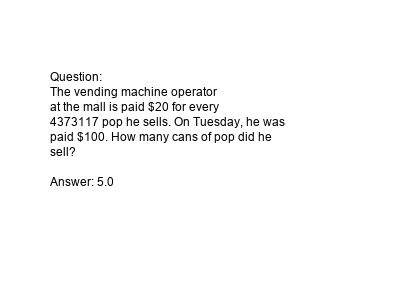 Question:
The vending machine operator
at the mall is paid $20 for every
4373117 pop he sells. On Tuesday, he was
paid $100. How many cans of pop did he
sell?
Answer: 5.0